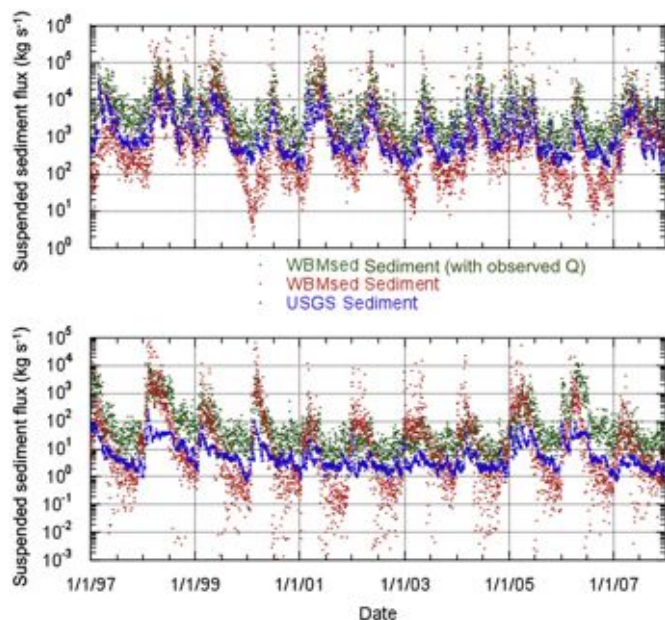 Suspended sediment flux (kg s⁻¹)
10⁶
10⁵
10⁴
10³
10²
10¹
10⁰
WBMsed Sediment (with observed Q)
WBMsed Sediment
USGS Sediment
Suspended sediment flux (kg s⁻¹)
10⁵
10⁴
10³
10²
10¹
10⁰
10⁻¹
10⁻²
10⁻³
1/1/97 1/1/99 1/1/01 1/1/03 1/1/05 1/1/07
Date